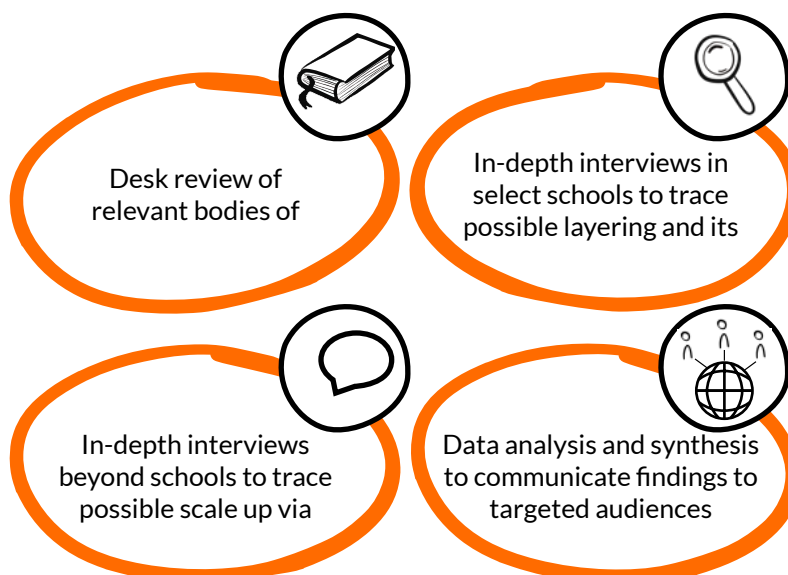 Desk review of
relevant bodies of
In-depth interviews in
select schools to trace
possible layering and its
In-depth interviews
beyond schools to trace
possible scale up via
Data analysis and synthesis
to communicate findings to
targeted audiences